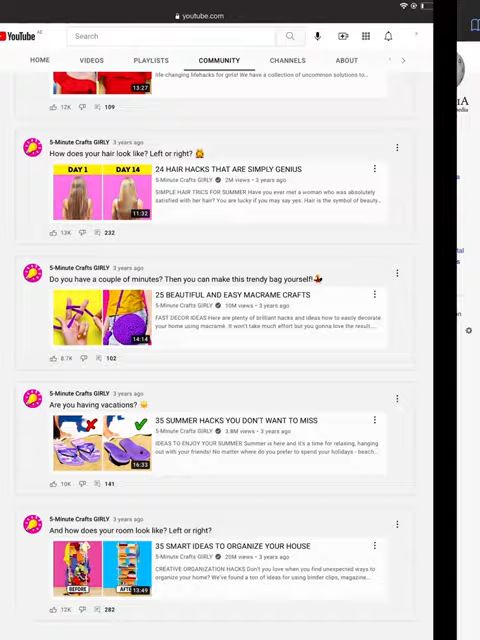 youtube.com
YouTube AE
Search
HOME VIDEOS PLAYLISTS COMMUNITY CHANNELS ABOUT
life-changing lifehacks for girls! We have a collection of uncommon solutions to...
13:27
12K 109
5-Minute Crafts GIRLY 3 years ago
How does your hair look like? Left or right?
DAY 1 DAY 14
11:32
24 HAIR HACKS THAT ARE SIMPLY GENIUS
5-Minute Crafts GIRLY 2M views • 3 years ago
SIMPLE HAIR TRICS FOR SUMMER Have you ever met a woman who was absolutely
satisfied with her hair? You are lucky if you may say yes. Hair is the symbol of beauty...
13K 232
5-Minute Crafts GIRLY 3 years ago
Do you have a couple of minutes? Then you can make this trendy bag yourself!
14:14
25 BEAUTIFUL AND EASY MACRAME CRAFTS
5-Minute Crafts GIRLY 10M views • 3 years ago
FAST DECOR IDEAS Here are plenty of brilliant hacks and ideas how to easily decorate
your home using macramé. It won't take much effort but you gonna love the result...
8.7K 102
5-Minute Crafts GIRLY 3 years ago
Are you having vacations?
16:33
35 SUMMER HACKS YOU DON'T WANT TO MISS
5-Minute Crafts GIRLY 3.8M views • 3 years ago
IDEAS TO ENJOY YOUR SUMMER Summer is here and it's a time for relaxing, hanging
out with your friends! No matter where do you prefer to spend your holidays - beach...
10K 141
5-Minute Crafts GIRLY 3 years ago
And how does your room look like? Left or right?
BEFORE AFTE 13:49
35 SMART IDEAS TO ORGANIZE YOUR HOUSE
5-Minute Crafts GIRLY 20M views • 3 years ago
CREATIVE ORGANIZATION HACKS Don't you love when you find unexpected ways to
organize your home? We've found a ton of ideas for using binder clips, magazine...
12K 282